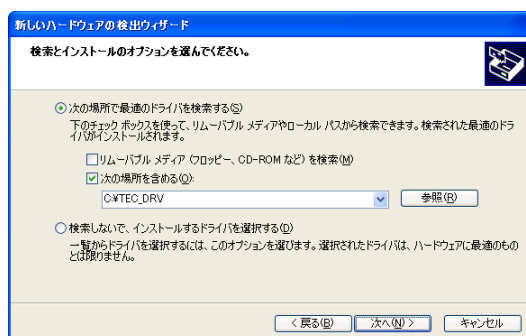 新しいハードウェアの検出ウィザード
検索とインストールのオプションを選んでください。
次の場所で最適のドライバを検索する(S)
下のチェック ボックスを使って、リムーバブル メディアやローカル パスから検索できます。検索された最適のドラ
イバがインストールされます。
リムーバブル メディア (フロッピー、CD-ROM など) を検索(M)
次の場所を含める(O):
C:¥TEC_DRV
参照(R)
検索しないで、インストールするドライバを選択する(D)
一覧からドライバを選択するには、このオプションを選びます。選択されたドライバは、ハードウェアに最適のもの
とは限りません。
< 戻る(B)
次へ(N) >
キャンセル